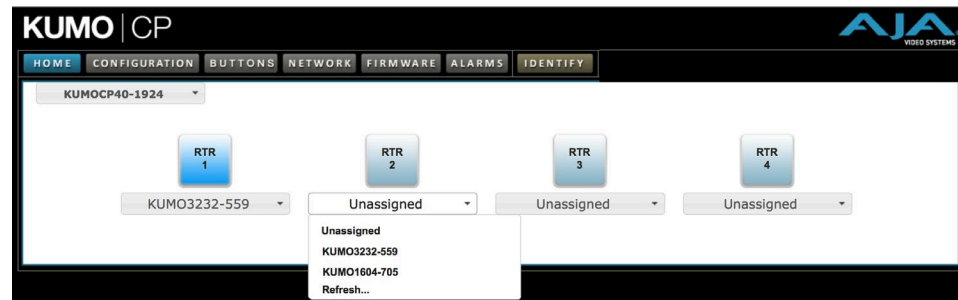 KUMO CP
AJA
VIDEO SYSTEMS
HOME CONFIGURATION BUTTONS NETWORK FIRMWARE ALARMS IDENTIFY
KUMOCP40-1924
RTR RTR RTR RTR
1 2 3 4
KUMO3232-559 Unassigned Unassigned Unassigned
Unassigned
KUMO3232-559
KUMO1604-705
Refresh...